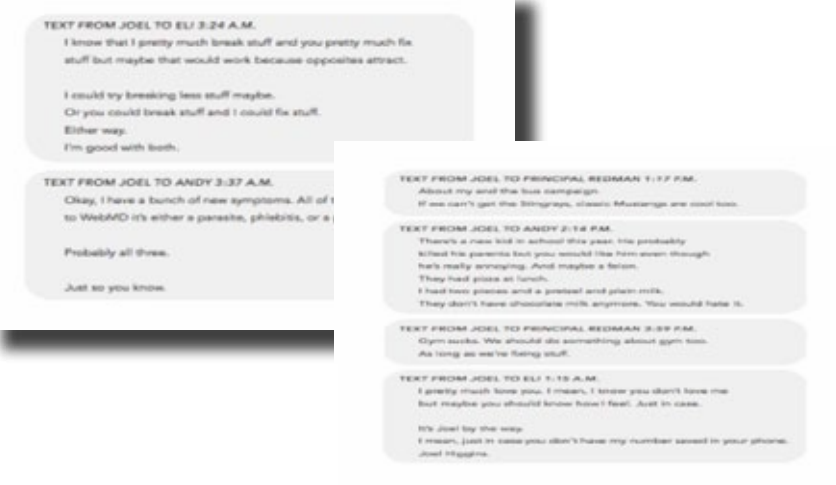 TEXT FROM JOEL TO ELI 3:24 A.M.
I know that I pretty much break stuff and you pretty much fix
stuff but maybe that would work because opposites attract.
I could try breaking less stuff maybe.
Or you could break stuff and I could fix stuff.
Either way.
I'm good with both.
TEXT FROM JOEL TO ANDY 3:37 A.M.
Okay, I have a bunch of new symptoms. All of
to WebMD it's either a parasite, phlebitis, or a
Probably all three.
Just so you know.
TEXT FROM JOEL TO PRINCIPAL REDMAN 1:17 P.M.
About my end the bus campaign
If we can't get the Stingrays, classic Mustangs are cool too.
TEXT FROM JOEL TO ANDY 2:14 P.M.
There's a new kid in school this year. He probably
killed his parents but you would like him even though
he's really annoying. And maybe a felon.
They had pizza at lunch.
I had two pieces and a pretzel and plain milk.
They don't have chocolate milk anymore. You would hate it.
TEXT FROM JOEL TO PRINCIPAL REDMAN 3:59 P.M.
Gym sucks. We should do something about gym too.
As long as we're fixing stuff.
TEXT FROM JOEL TO ELI 1:15 A.M.
I pretty much love you. I mean, I know you don't love me
but maybe you should know how I feel. Just in case.
It's Joel by the way.
I mean, just in case you don't have my number saved in your phone.
Joel Higgins.